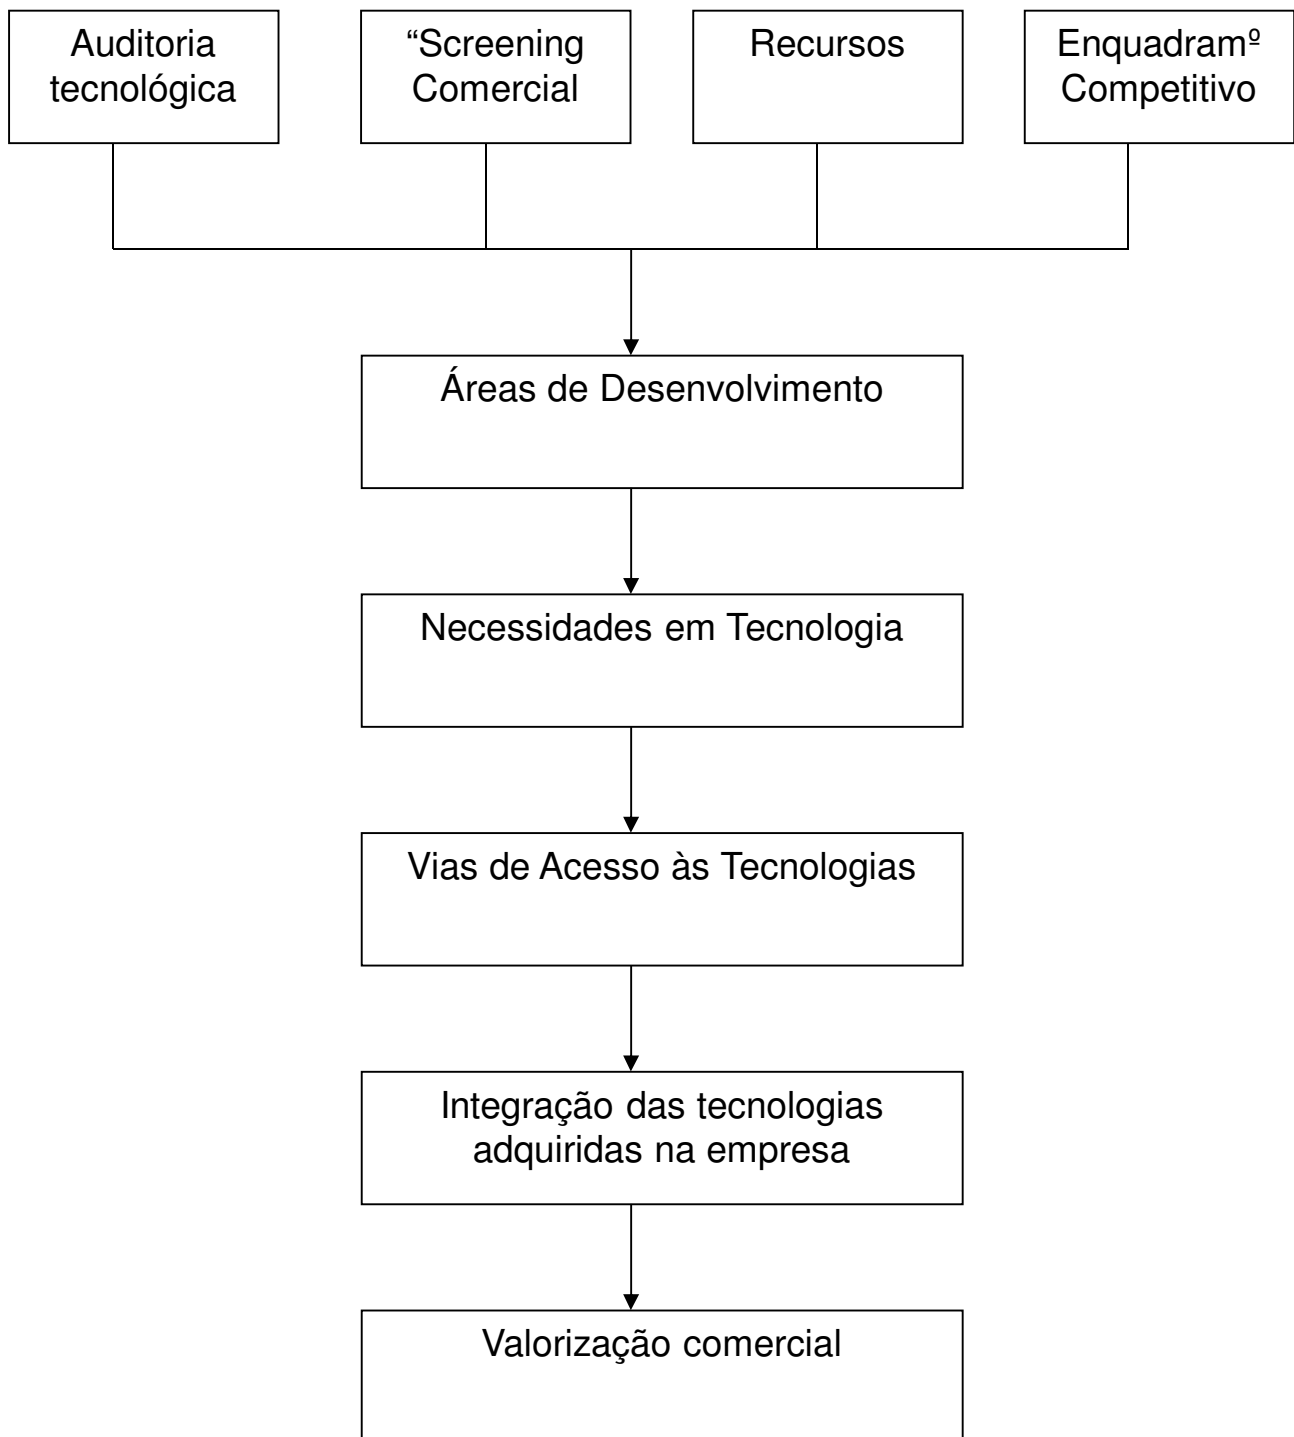 Auditoria
tecnológica
“Screening
Comercial
Recursos
Enquadramº
Competitivo
Áreas de Desenvolvimento
Necessidades em Tecnologia
Vias de Acesso às Tecnologias
Integração das tecnologias
adquiridas na empresa
Valorização comercial